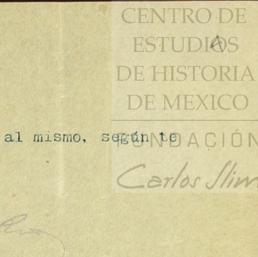 CENTRO DE
ESTUDIOS
DE HISTORIA
DE MEXICO
al mismo, según te
FUNDACIÓN
Carlos Slim